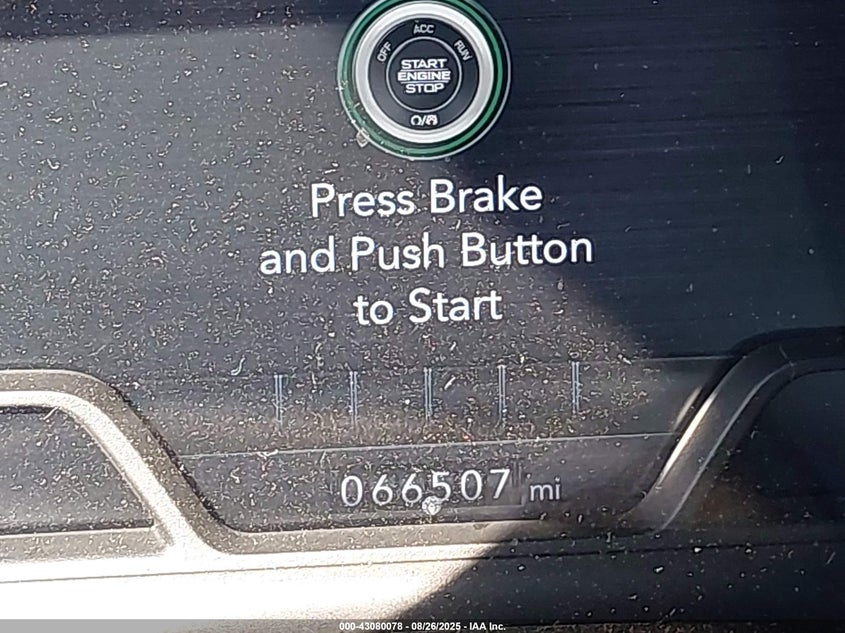 ACC
OFF
RUN
START
ENGINE
STOP
Press Brake
and Push Button
to Start
066507 mi
000-43080078 - 08/26/2025 - IAA Inc.